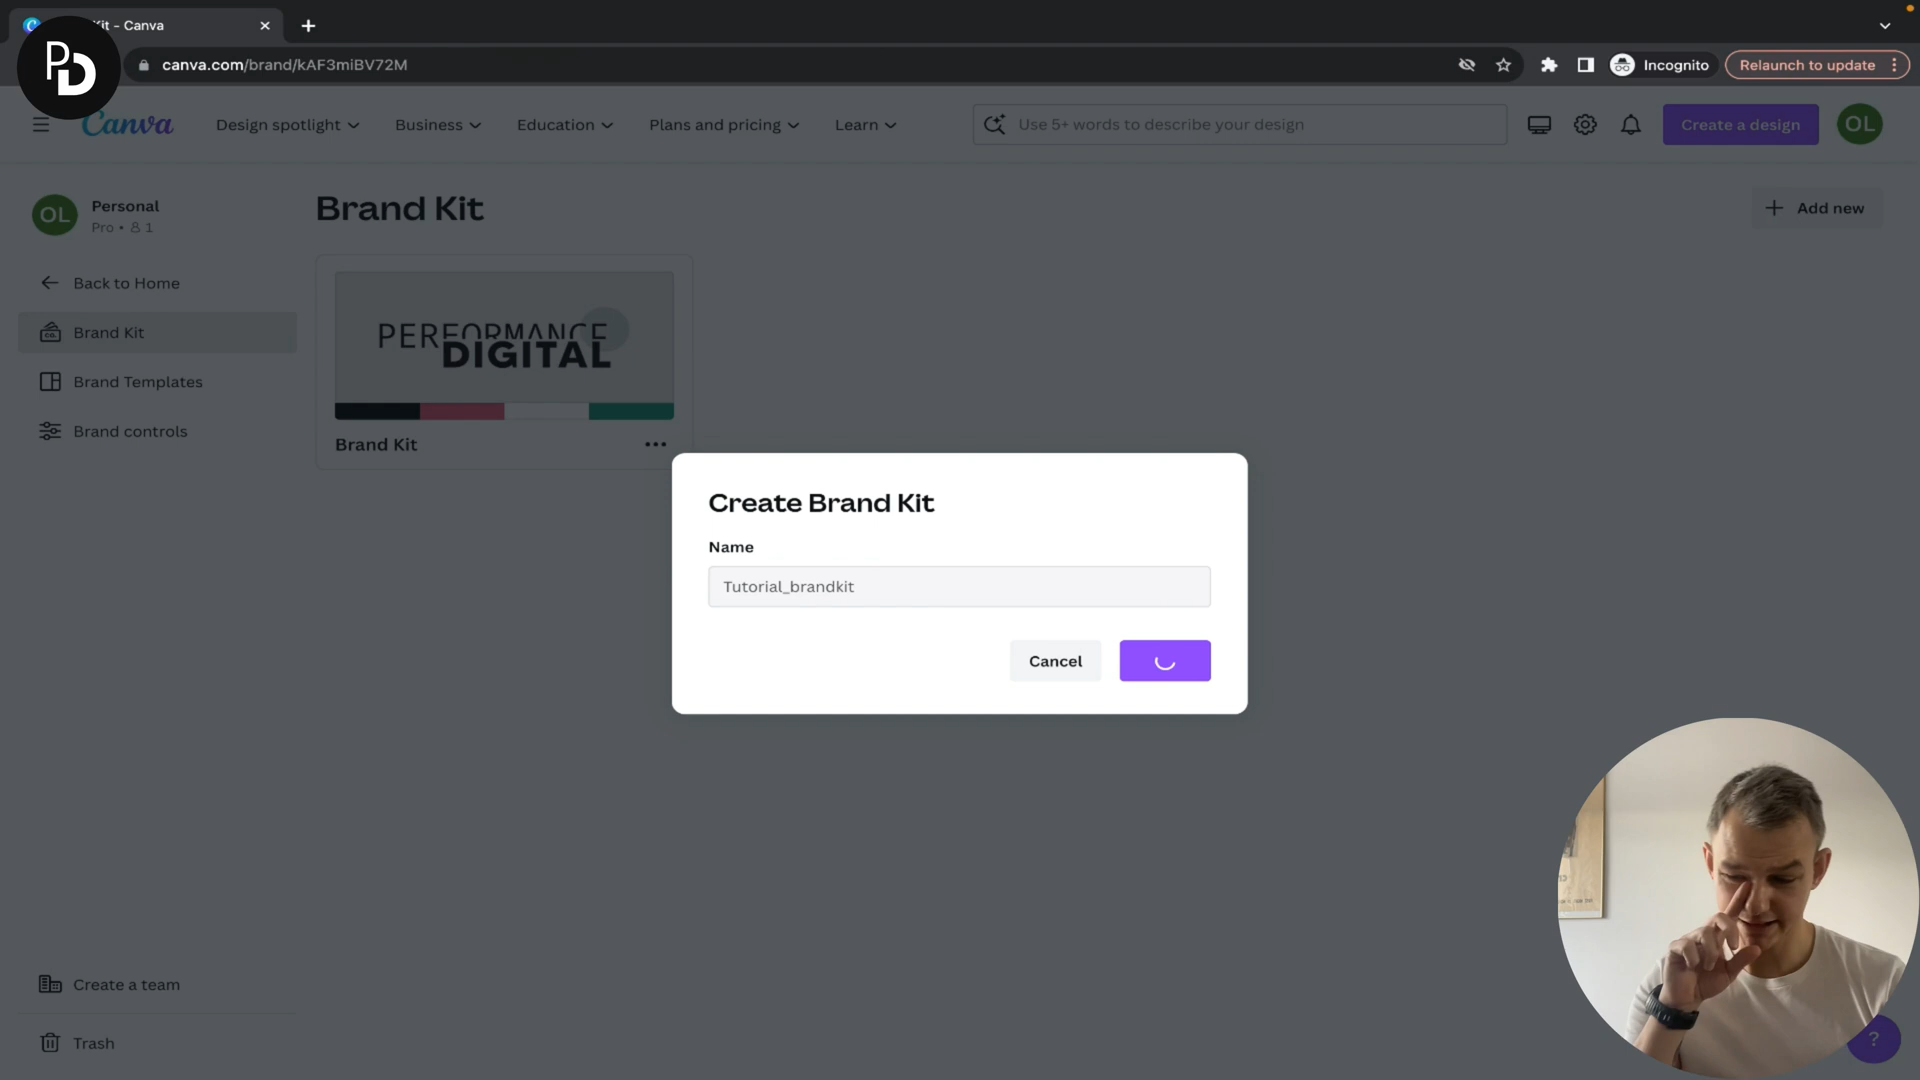 Kit - Canva
PD
canva.com/brand/kAF3miBV72M
Incognito
Relaunch to update
Canva
Design spotlight
Business
Education
Plans and pricing
Learn
Use 5+ words to describe your design
Create a design
OL
OL
Personal
Pro • 1
Brand Kit
Add new
Back to Home
Brand Kit
Brand Templates
Brand controls
PERFORMANCE
DIGITAL
Brand Kit
Create Brand Kit
Name
Tutorial_brandkit
Cancel
Create a team
Trash
?